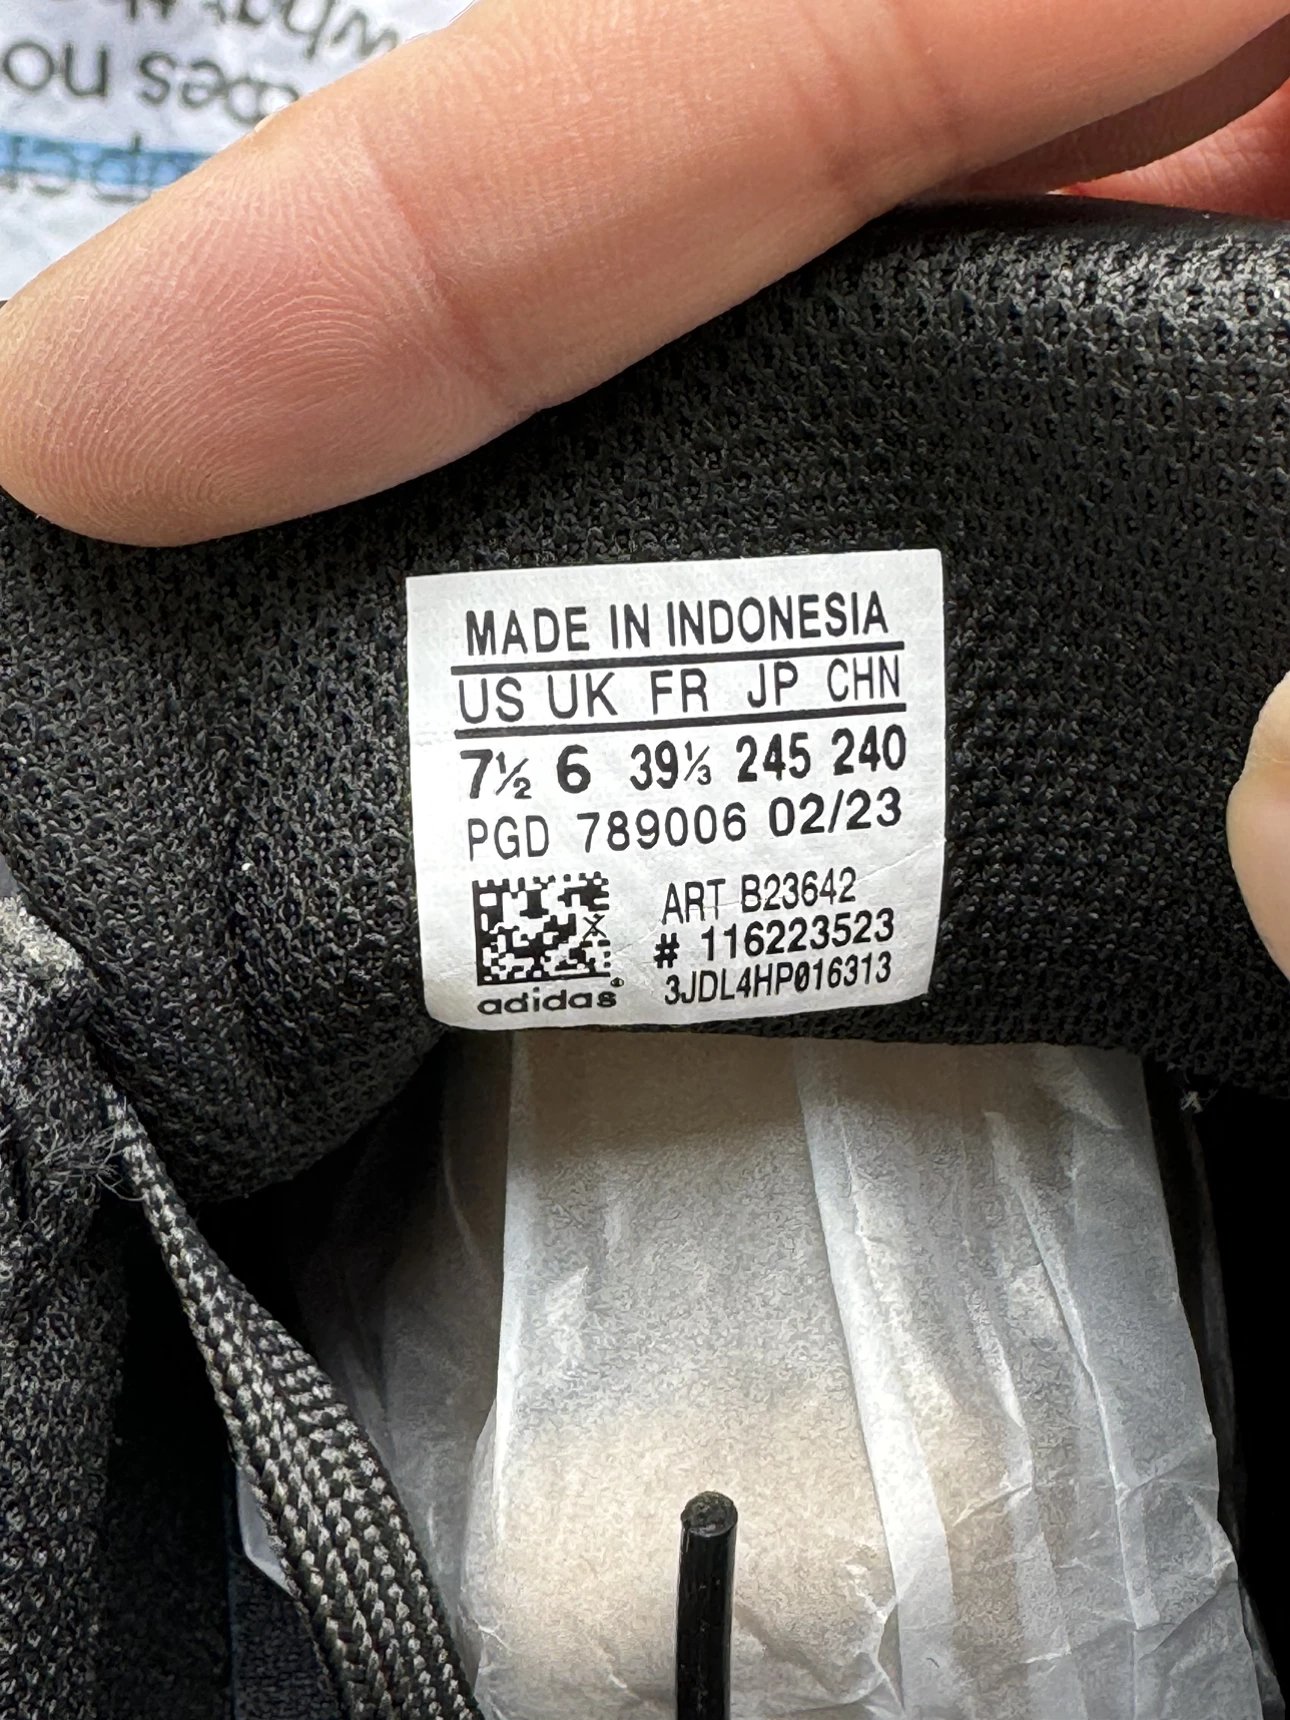 MADE IN INDONESIA
US UK FR JP CHN
7½ 6 39⅓ 245 240
PGD 789006 02/23
ART B23642
# 116223523
3JDL4HP016313
adidas®